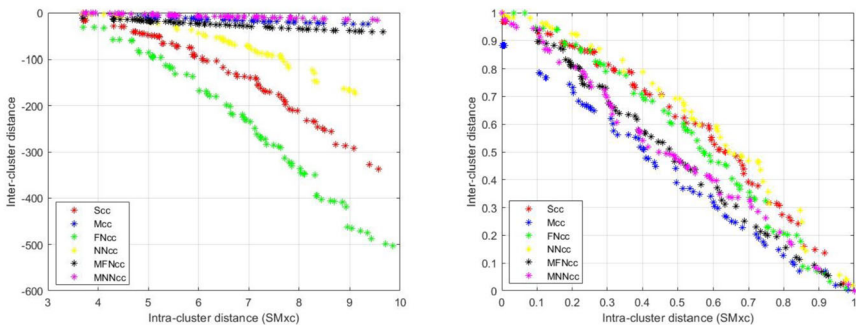 0
-100
-200
-300
-400
-500
-600
Inter-cluster distance
Scc
Mcc
FNcc
NNcc
MFNcc
MNNcc
3 4 5 6 7 8 9 10
Intra-cluster distance (SMxc)
1
0.9
0.8
0.7
0.6
0.5
0.4
0.3
0.2
0.1
0
Inter-cluster distance
Scc
Mcc
FNcc
NNcc
MFNcc
MNNcc
0 0.1 0.2 0.3 0.4 0.5 0.6 0.7 0.8 0.9 1
Intra-cluster distance (SMxc)